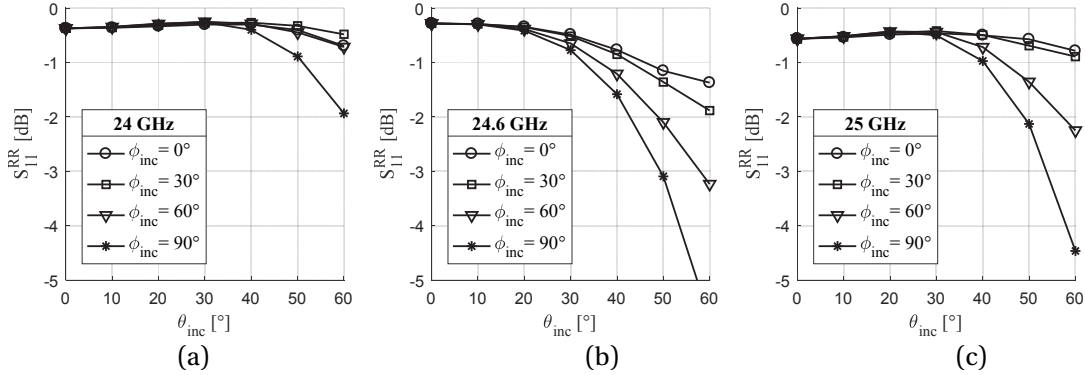 0
-1
-2
-3
-4
-5
S₁₁ᴿᴿ [dB]
24 GHz
ϕinc = 0°
ϕinc = 30°
ϕinc = 60°
ϕinc = 90°
0 10 20 30 40 50 60
θinc [°]
(a)
0
-1
-2
-3
-4
-5
S₁₁ᴿᴿ [dB]
24.6 GHz
ϕinc = 0°
ϕinc = 30°
ϕinc = 60°
ϕinc = 90°
0 10 20 30 40 50 60
θinc [°]
(b)
0
-1
-2
-3
-4
-5
S₁₁ᴿᴿ [dB]
25 GHz
ϕinc = 0°
ϕinc = 30°
ϕinc = 60°
ϕinc = 90°
0 10 20 30 40 50 60
θinc [°]
(c)